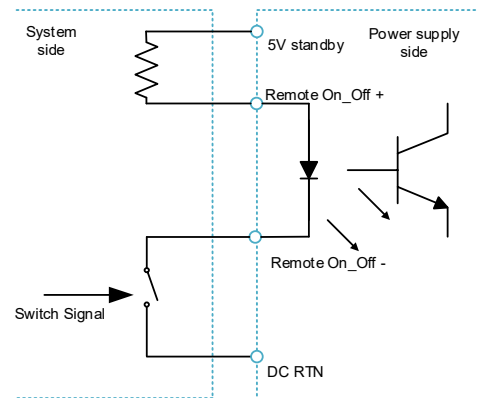 System
side
Power supply
side
5V standby
Remote On_Off +
Remote On_Off -
Switch Signal
DC RTN